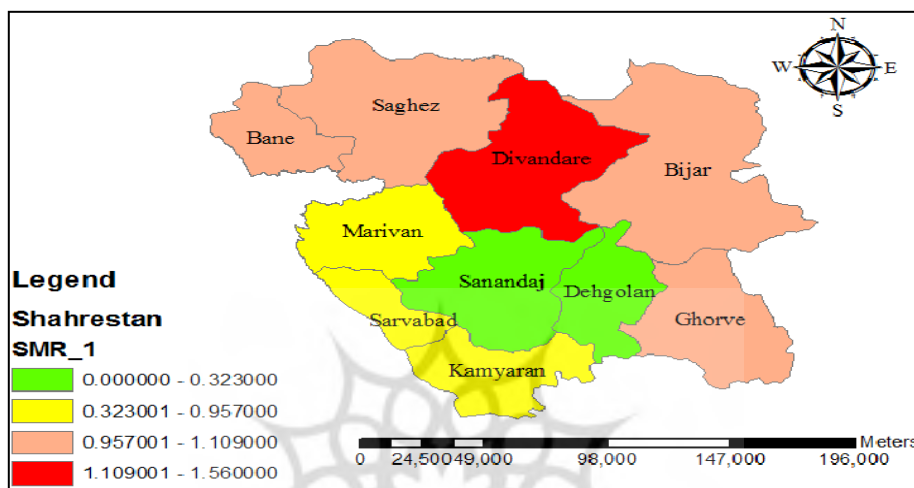 N
W E
S
Saghez
Bane
Divandare
Bijar
Marivan
Sanandaj
Dehgolan
Sarvabad
Ghorve
Kamyaran
Legend
Shahrestan
SMR_1
0.000000 - 0.323000
0.323001 - 0.957000
0.957001 - 1.109000
1.109001 - 1.560000
Meters
0 24,500 49,000 98,000 147,000 196,000